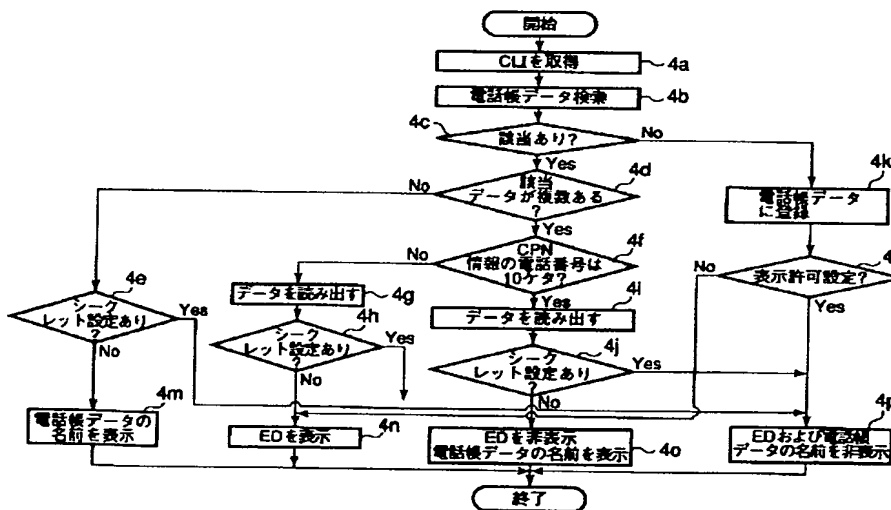 開始
CLIを取得
4a
電話帳データ検索
4b
4c
該当あり?
No
Yes
4d
該当
データが複数ある
?
No
Yes
4k
電話帳データ
に登録
4f
CPN
情報の電話番号は
10ケタ?
No
Yes
4
表示許可設定?
No
Yes
4e
シーク
レット設定あり
?
Yes
No
データを読み出す
4g
4h
シーク
レット設定あり
?
Yes
No
4i
データを読み出す
4j
シーク
レット設定あり
?
Yes
No
4m
電話帳データの
名前を表示
EDを表示
4n
EDを非表示
電話帳データの名前を表示
4o
4p
EDおよび電話帳
データの名前を非表示
終了